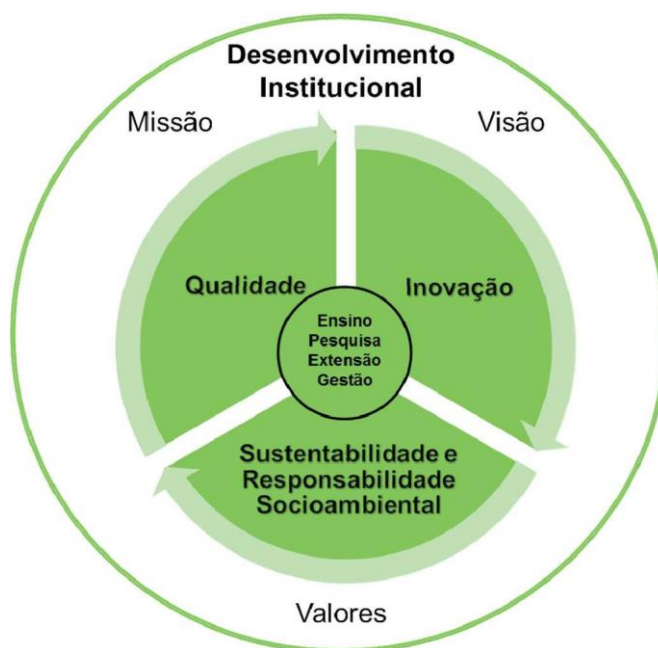 Desenvolvimento
Institucional
Missão
Visão
Qualidade
Inovação
Ensino
Pesquisa
Extensão
Gestão
Sustentabilidade e
Responsabilidade
Socioambiental
Valores